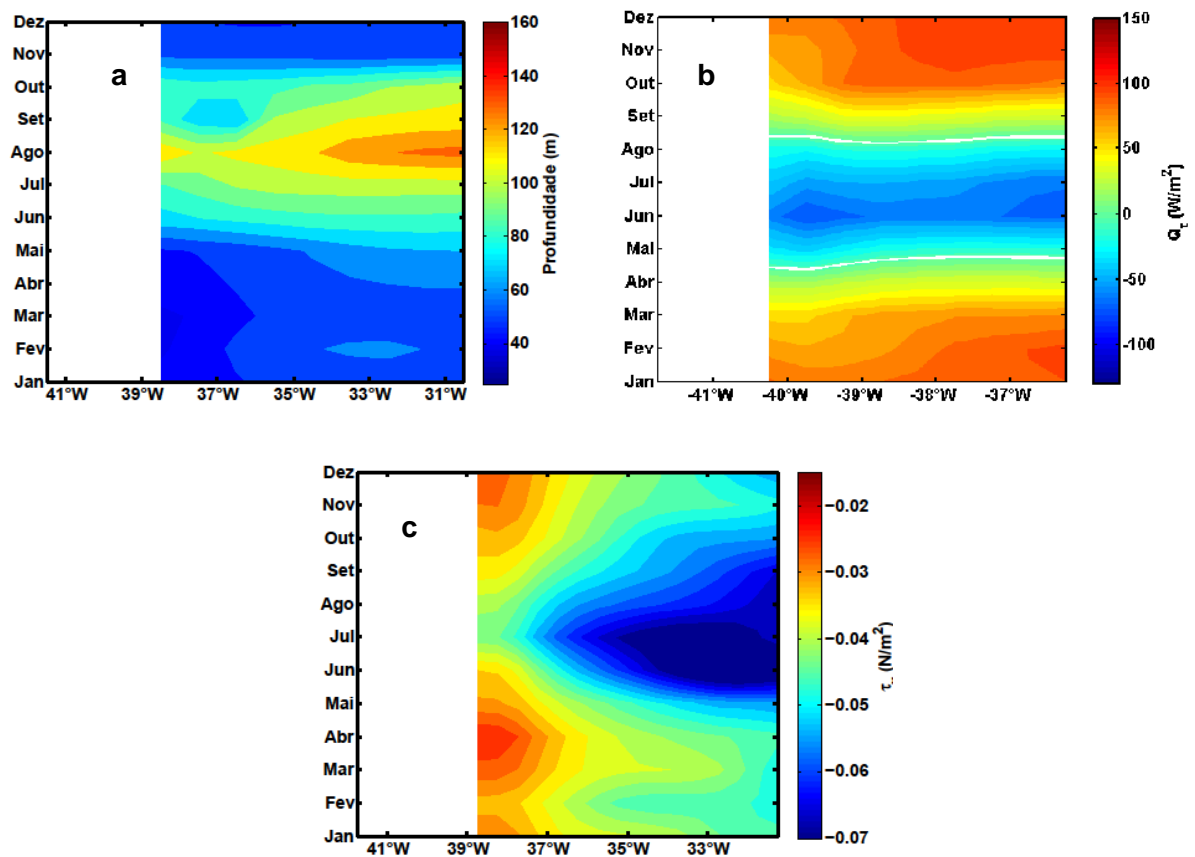 a
Dez
Nov
Out
Set
Ago
Jul
Jun
Mai
Abr
Mar
Fev
Jan
41°W 39°W 37°W 35°W 33°W 31°W
160
140
120
100
80
60
40
Profundidade (m)
b
Dez
Nov
Out
Set
Ago
Jul
Jun
Mai
Abr
Mar
Fev
Jan
-41°W -40°W -39°W -38°W -37°W
150
100
50
0
-50
-100
(W/m²)
c
Dez
Nov
Out
Set
Ago
Jul
Jun
Mai
Abr
Mar
Fev
Jan
41°W 39°W 37°W 35°W 33°W
−0.02
−0.03
−0.04
−0.05
−0.06
−0.07
(N/m²)